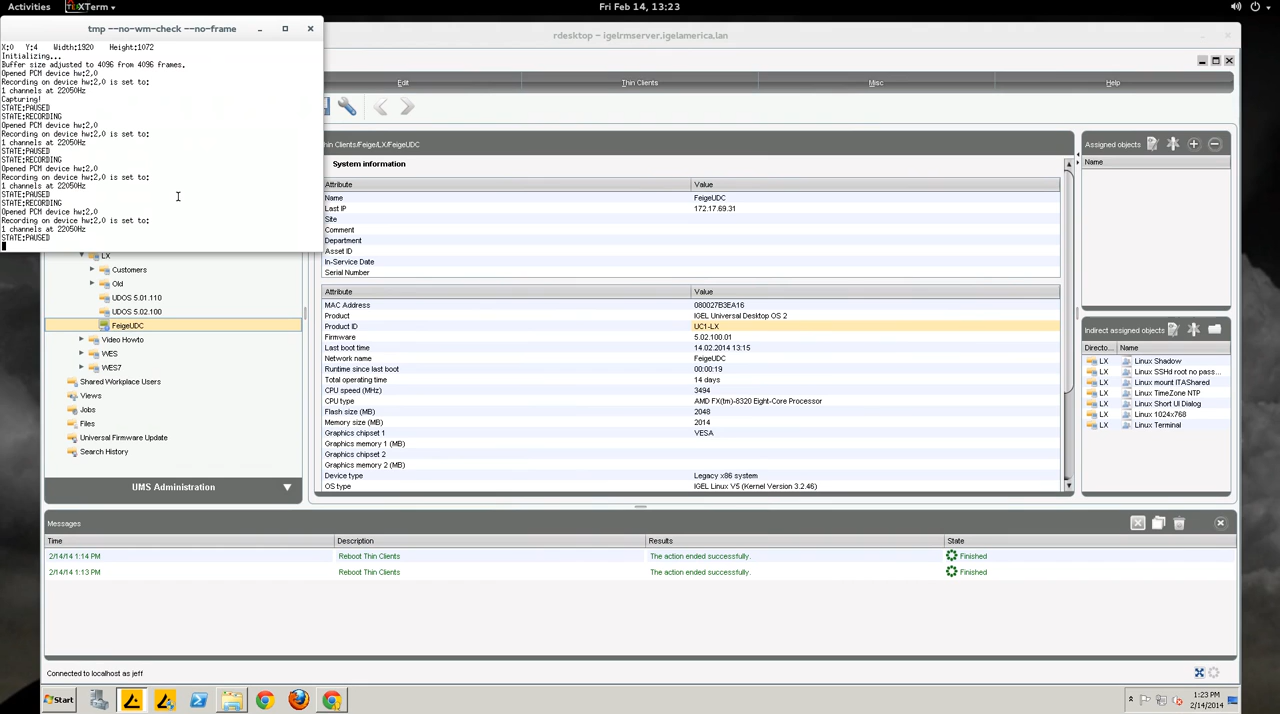 Activities
XTerm
Fri Feb 14, 13:23
tmp --no-wm-check --no-frame
rdesktop - igelrmserver.igelamerica.lan
X:0 Y:4 Width:1920 Height:1072
Initializing...
Buffer size adjusted to 4096 from 4096 frames.
Opened PCM device hw:2,0
Recording on device hw:2,0 is set to:
1 channels at 22050Hz
Capturing!
STATE:PAUSED
STATE:RECORDING
Opened PCM device hw:2,0
Recording on device hw:2,0 is set to:
1 channels at 22050Hz
STATE:PAUSED
STATE:RECORDING
Opened PCM device hw:2,0
Recording on device hw:2,0 is set to:
1 channels at 22050Hz
STATE:PAUSED
STATE:RECORDING
Opened PCM device hw:2,0
Recording on device hw:2,0 is set to:
1 channels at 22050Hz
STATE:PAUSED
Edit Thin Clients Misc Help
LX
Customers
Old
UDOS 5.01.110
UDOS 5.02.100
FeigeUDC
Video Howto
WES
WES7
Shared Workplace Users
Views
Jobs
Files
Universal Firmware Update
Search History
UMS Administration
hin Clients/Feige/LX/FeigeUDC
System information
Attribute Value
Name FeigeUDC
Last IP 172.17.69.31
Site
Comment
Department
Asset ID
In-Service Date
Serial Number
Attribute Value
MAC Address 080027B3EA16
Product IGEL Universal Desktop OS 2
Product ID UC1-LX
Firmware 5.02.100.01
Last boot time 14.02.2014 13:15
Network name FeigeUDC
Runtime since last boot 00:00:19
Total operating time 14 days
CPU speed (MHz) 3494
CPU type AMD FX(tm)-8320 Eight-Core Processor
Flash size (MB) 2048
Memory size (MB) 2014
Graphics chipset 1 VESA
Graphics memory 1 (MB)
Graphics chipset 2
Graphics memory 2 (MB)
Device type Legacy x86 system
OS type IGEL Linux V5 (Kernel Version 3.2.46)
Assigned objects
Name
Indirect assigned objects
Directo... Name
LX Linux Shadow
LX Linux SSHd root no pass...
LX Linux mount ITAShared
LX Linux TimeZone NTP
LX Linux Short UI Dialog
LX Linux 1024x768
LX Linux Terminal
Messages
Time Description Results State
2/14/14 1:14 PM Reboot Thin Clients The action ended successfully. Finished
2/14/14 1:13 PM Reboot Thin Clients The action ended successfully. Finished
Connected to localhost as jeff
Start
1:23 PM
2/14/2014